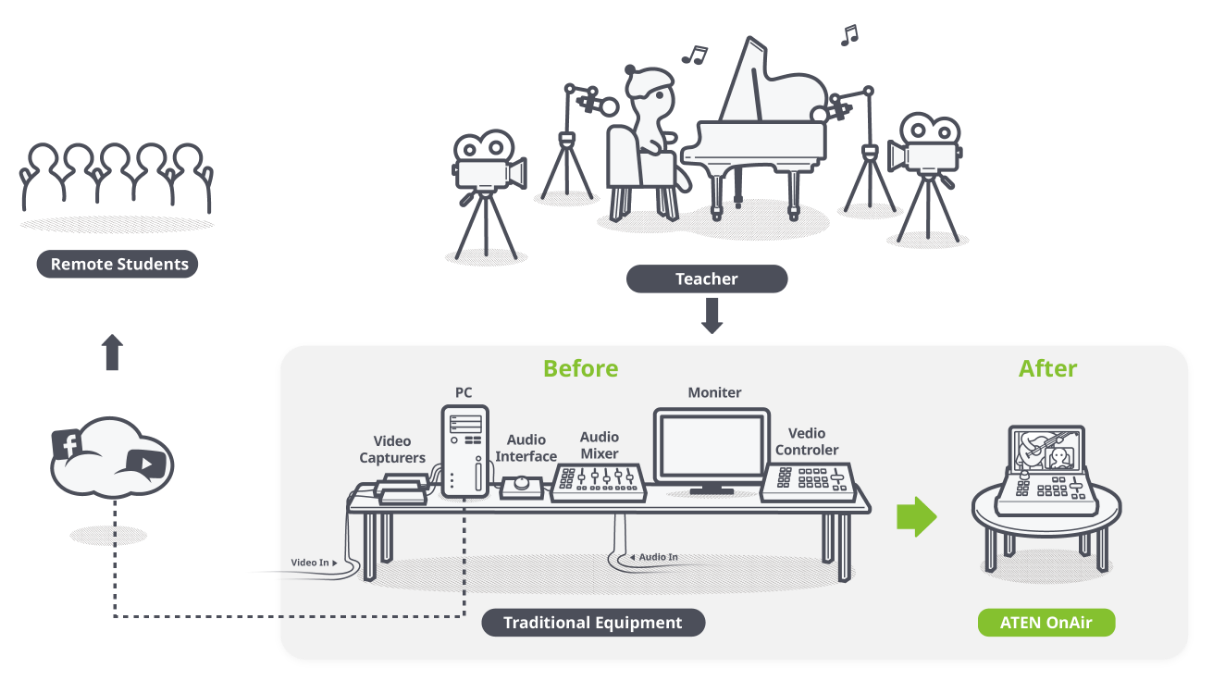 Remote Students
Teacher
Before
After
PC
Moniter
Video
Capturers
Audio
Interface
Audio
Mixer
Vedio
Controler
Video In
Audio In
Traditional Equipment
ATEN OnAir